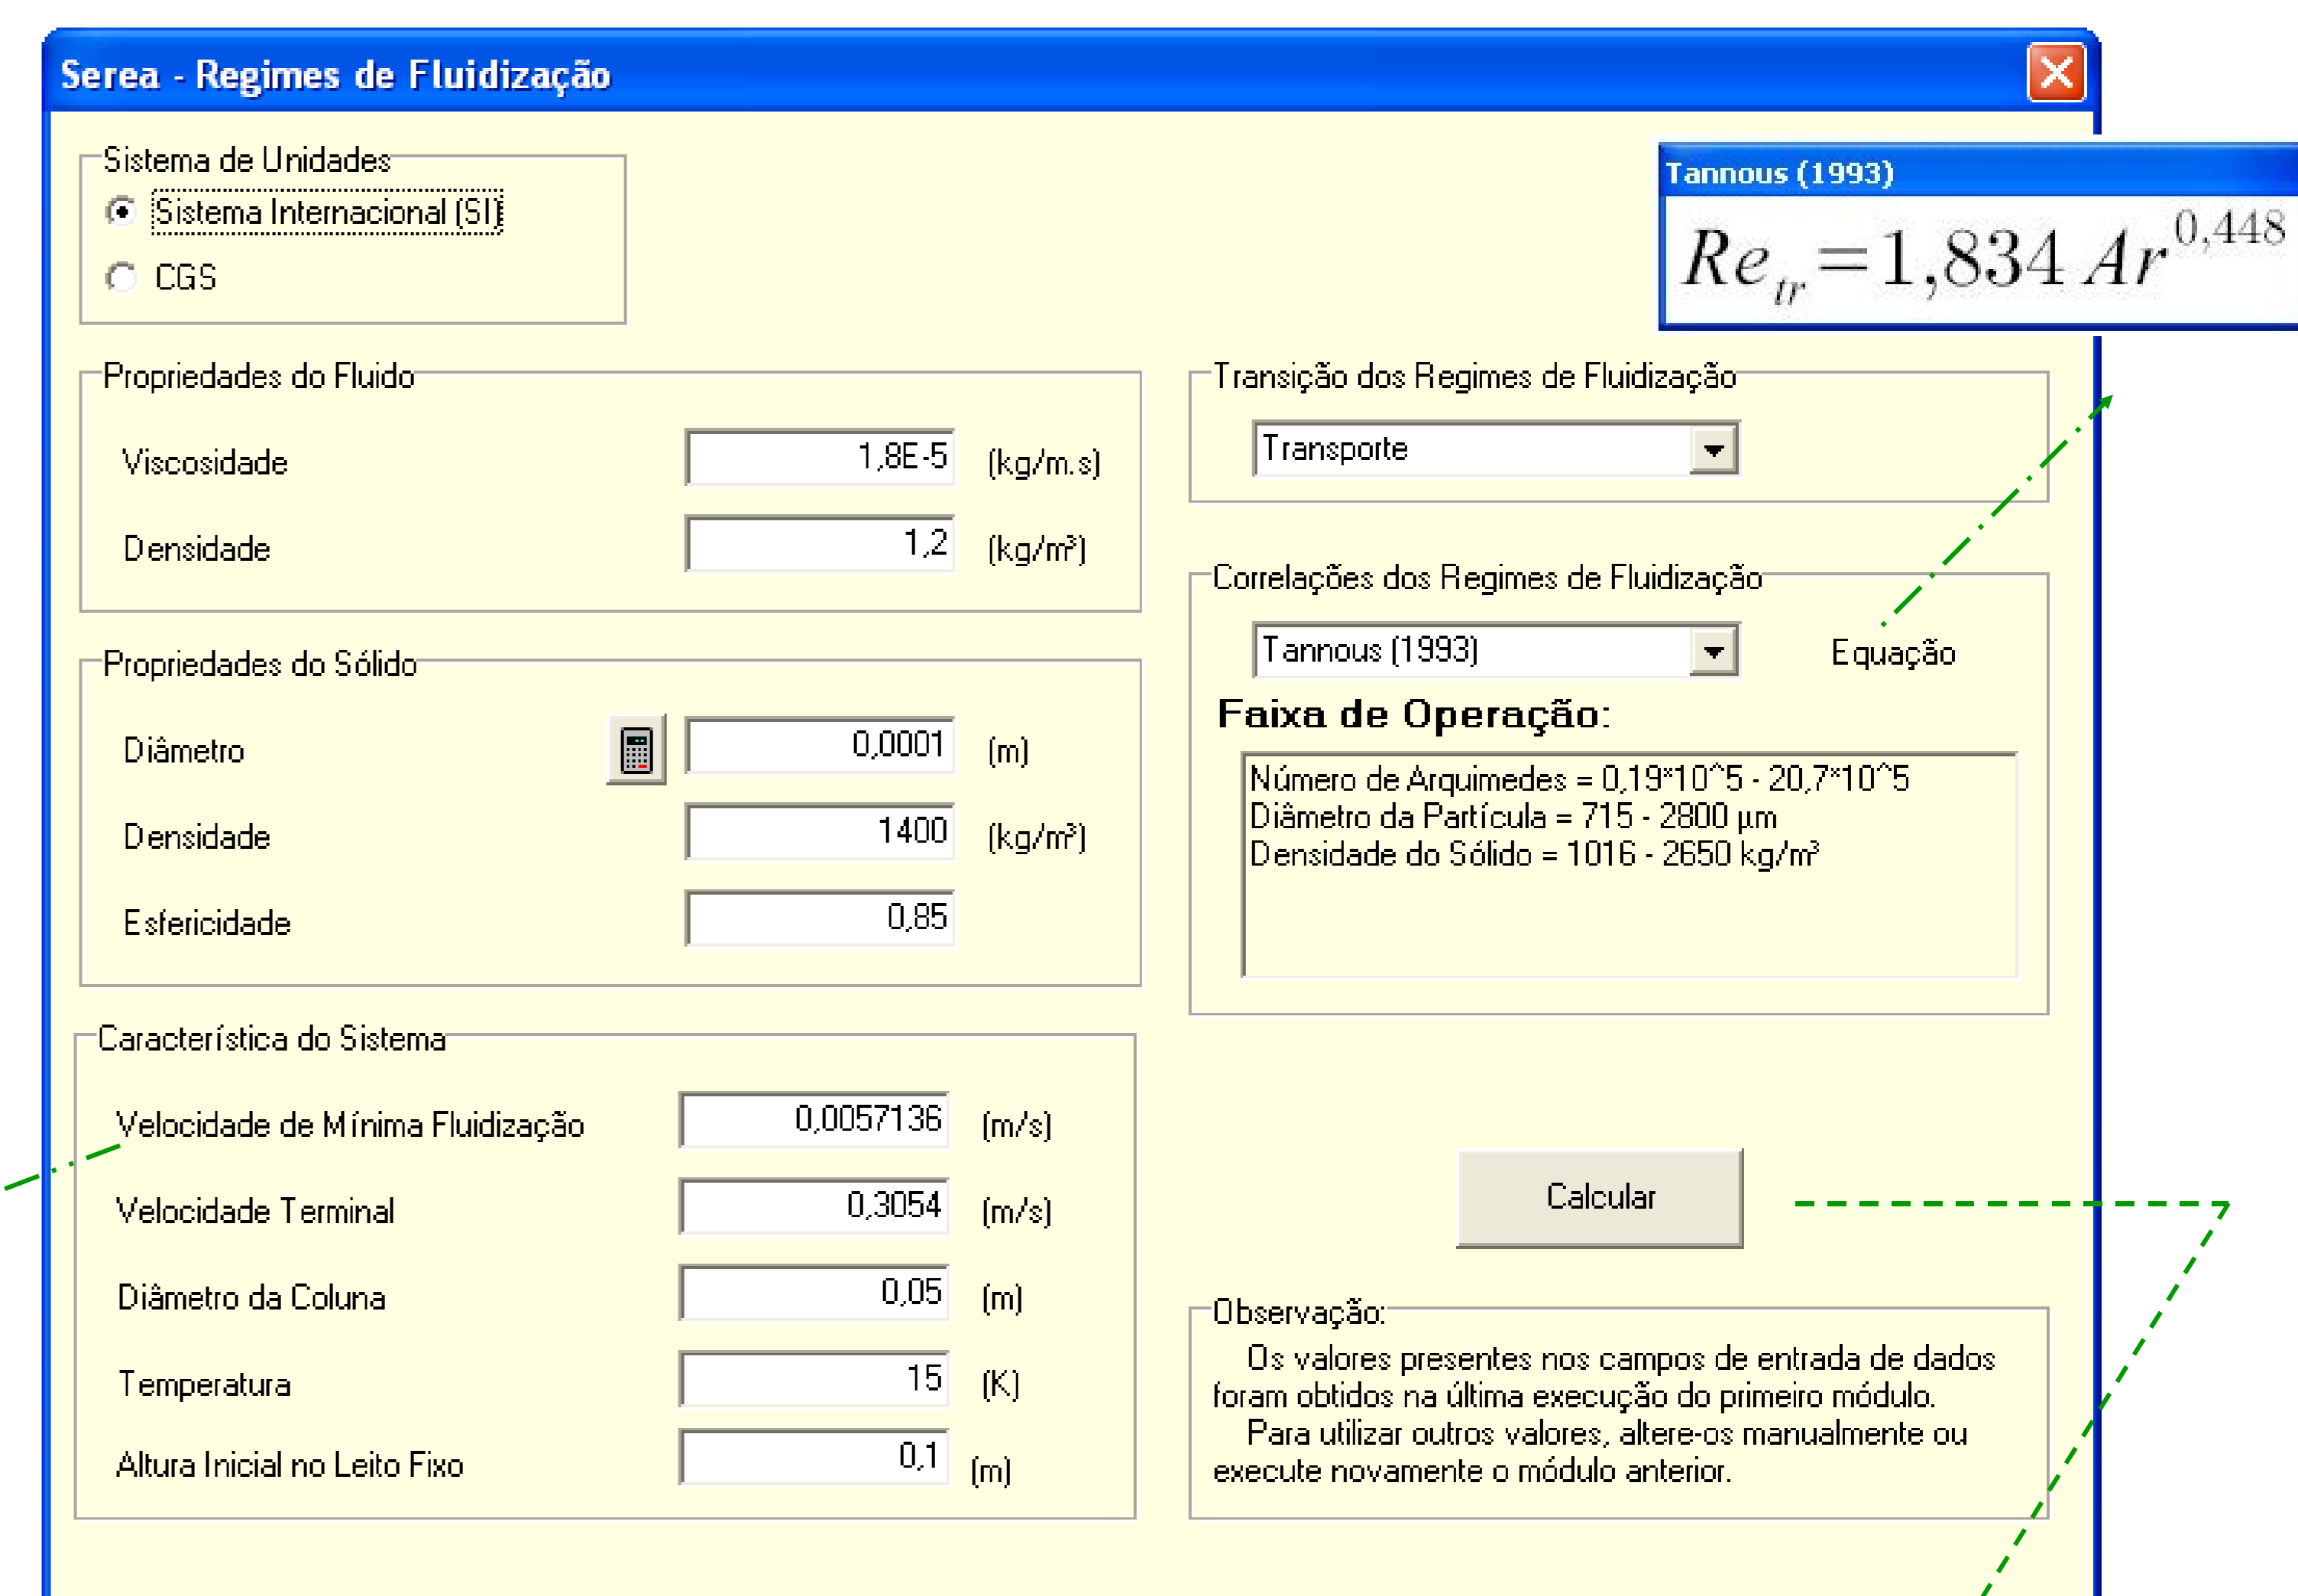 Serea - Regimes de Fluidização
Sistema de Unidades
Sistema Internacional (SI)
CGS
Tannous (1993)
Re_tr = 1,834 Ar^0,448
Propriedades do Fluido
Viscosidade 1,8E-5 (kg/m.s)
Densidade 1,2 (kg/m³)
Propriedades do Sólido
Diâmetro 0,0001 (m)
Densidade 1400 (kg/m³)
Esfericidade 0,85
Característica do Sistema
Velocidade de Mínima Fluidização 0,0057136 (m/s)
Velocidade Terminal 0,3054 (m/s)
Diâmetro da Coluna 0,05 (m)
Temperatura 15 (K)
Altura Inicial no Leito Fixo 0,1 (m)
Transição dos Regimes de Fluidização
Transporte
Correlações dos Regimes de Fluidização
Tannous (1993) Equação
Faixa de Operação:
Número de Arquimedes = 0,19*10^5 - 20,7*10^5
Diâmetro da Partícula = 715 - 2800 µm
Densidade do Sólido = 1016 - 2650 kg/m³
Calcular
Observação:
Os valores presentes nos campos de entrada de dados
foram obtidos na última execução do primeiro módulo.
Para utilizar outros valores, altere-os manualmente ou
execute novamente o módulo anterior.